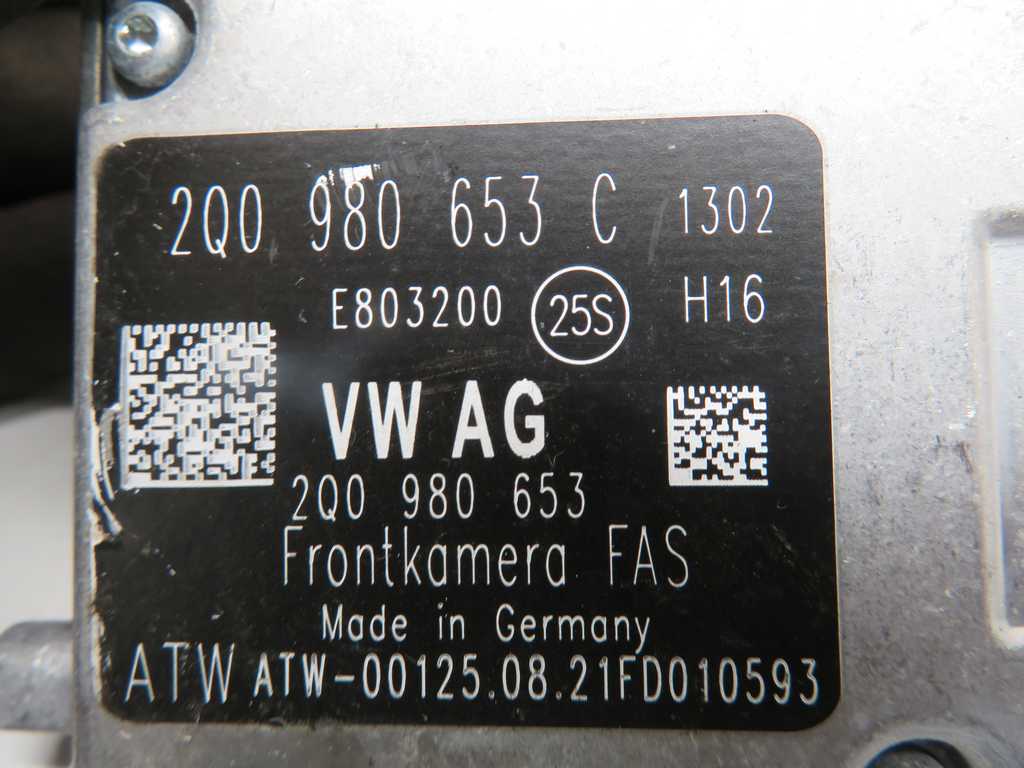 2Q0 980 653 C 1302
E803200 25S H16
VW AG
2Q0 980 653
Frontkamera FAS
Made in Germany
ATW ATW-00125.08.21FD010593